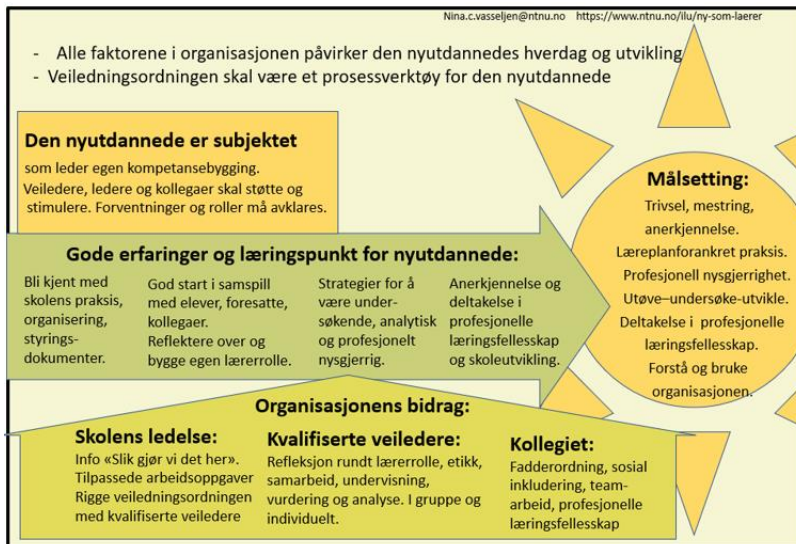 Nina.c.vasseljen@ntnu.no https://www.ntnu.no/ilu/ny-som-laerer
- Alle faktorene i organisasjonen påvirker den nyutdannedes hverdag og utvikling
- Veiledningsordningen skal være et prosessverktøy for den nyutdannede
Den nyutdannede er subjektet
som leder egen kompetansebygging.
Veiledere, ledere og kollegaer skal støtte og
stimulere. Forventninger og roller må avklares.
Gode erfaringer og læringspunkt for nyutdannede:
Bli kjent med
skolens praksis,
organisering,
styrings-
dokumenter.
God start i samspill
med elever, foresatte,
kollegaer.
Reflektere over og
bygge egen lærerrolle.
Strategier for å
være under-
søkende, analytisk
og profesjonelt
nysgjerrig.
Anerkjennelse og
deltakelse i
profesjonelle
læringsfellesskap
og skoleutvikling.
Målsetting:
Trivsel, mestring,
anerkjennelse.
Læreplanforankret praksis.
Profesjonell nysgjerrighet.
Utøve–undersøke-utvikle.
Deltakelse i profesjonelle
læringsfellesskap.
Forstå og bruke
organisasjonen.
Organisasjonens bidrag:
Skolens ledelse:
Info «Slik gjør vi det her».
Tilpassede arbeidsoppgaver
Rigge veiledningsordningen
med kvalifiserte veiledere
Kvalifiserte veiledere:
Refleksjon rundt lærerrolle, etikk,
samarbeid, undervisning,
vurdering og analyse. I gruppe og
individuelt.
Kollegiet:
Fadderordning, sosial
inkludering, team-
arbeid, profesjonelle
læringsfellesskap